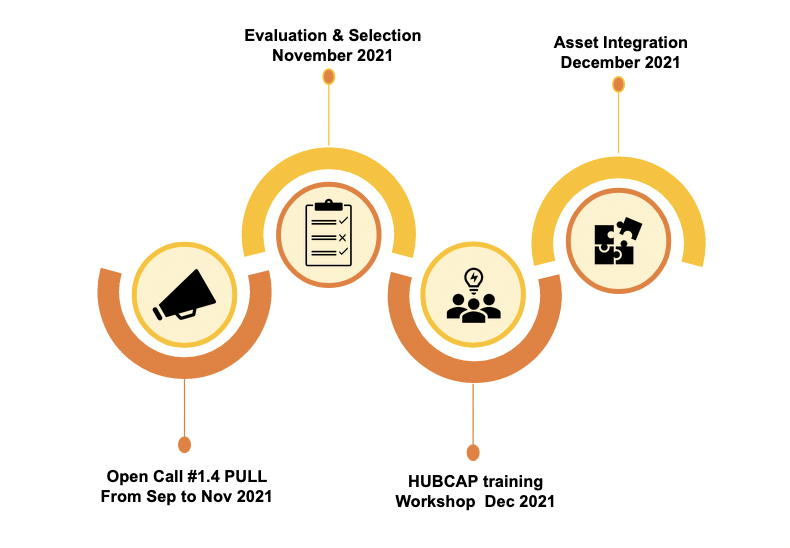 Evaluation & Selection
November 2021
Asset Integration
December 2021
Open Call #1.4 PULL
From Sep to Nov 2021
HUBCAP training
Workshop  Dec 2021